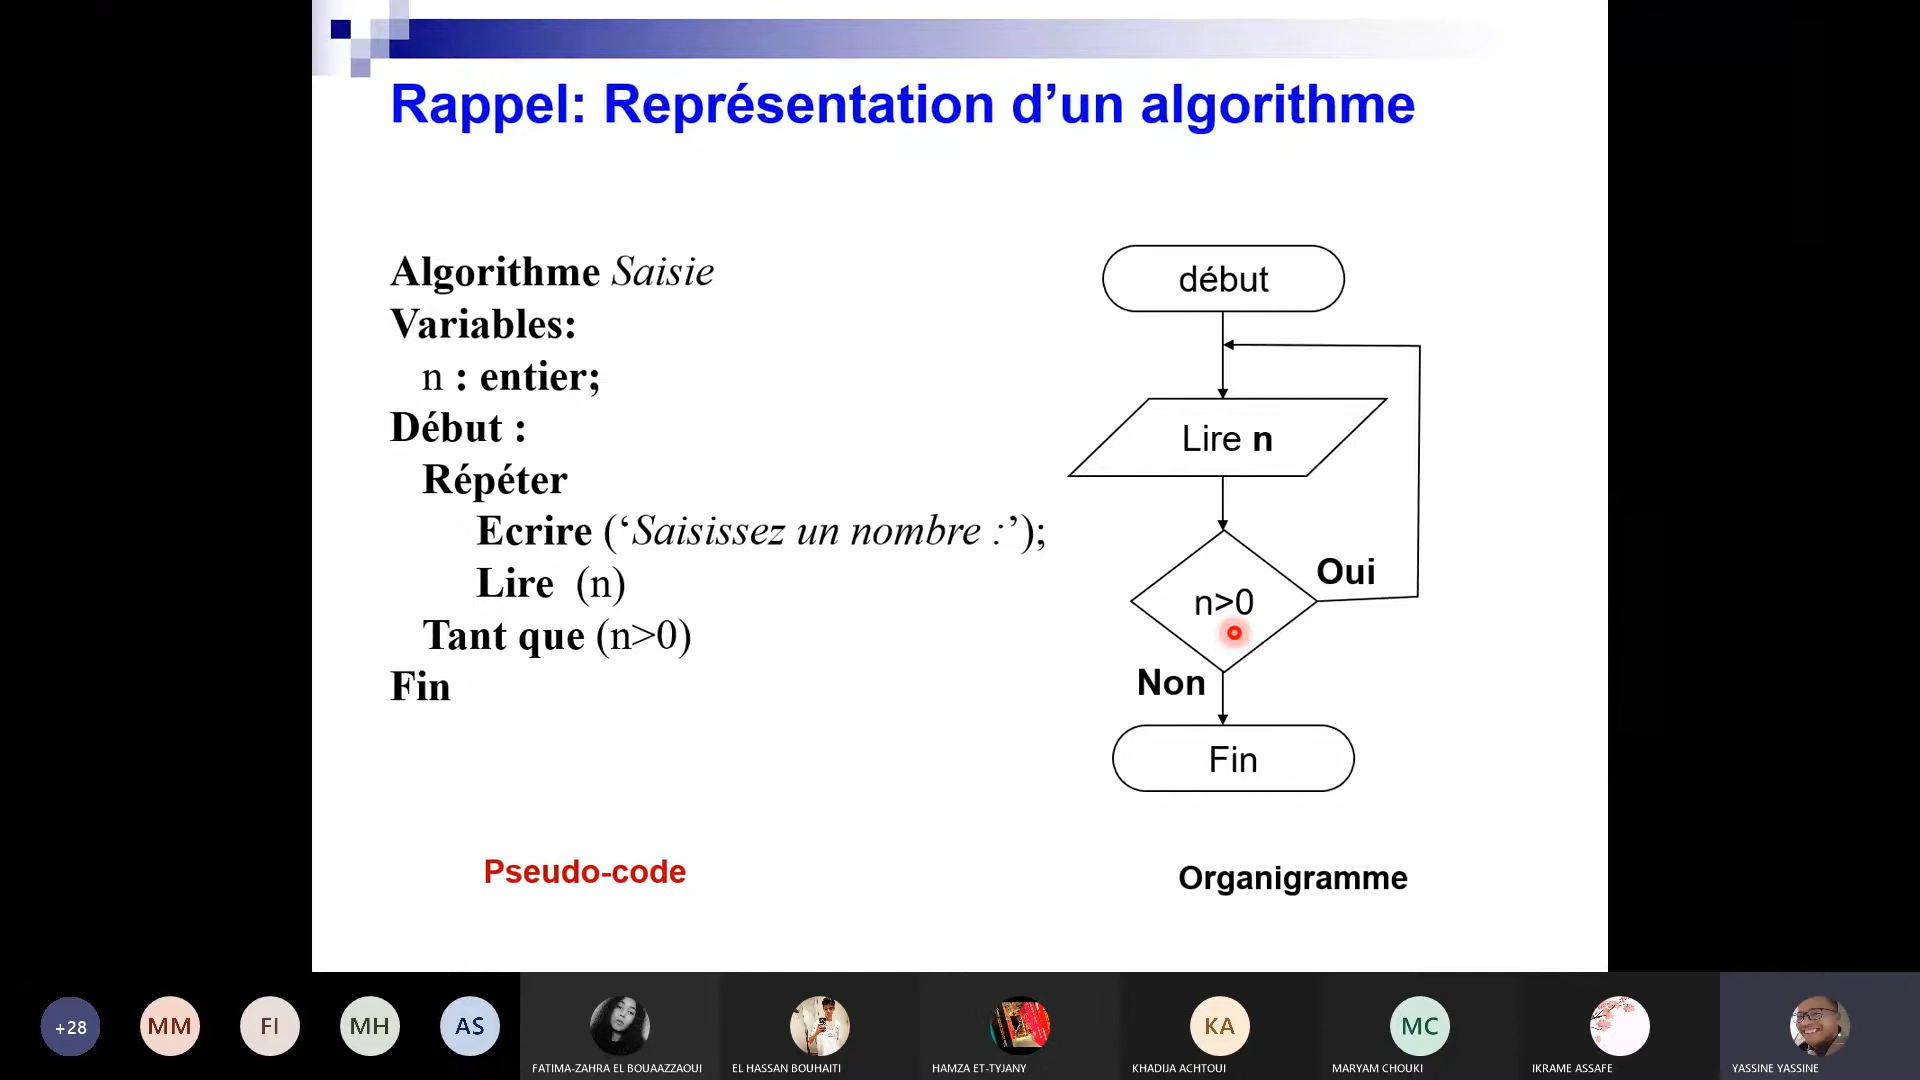 Rappel: Représentation d’un algorithme
Algorithme Saisie
Variables:
n : entier;
Début :
Répéter
Ecrire (‘Saisissez un nombre :’);
Lire (n)
Tant que (n>0)
Fin
Pseudo-code
début
Lire n
n>0
Oui
Non
Fin
Organigramme
+28
MM
FI
MH
AS
FATIMA-ZAHRA EL BOUAAZZAOUI
EL HASSAN BOUHAITI
HAMZA ET-TYJANY
KA
KHADIJA ACHTOUI
MC
MARYAM CHOUKI
IKRAME ASSAFE
YASSINE YASSINE